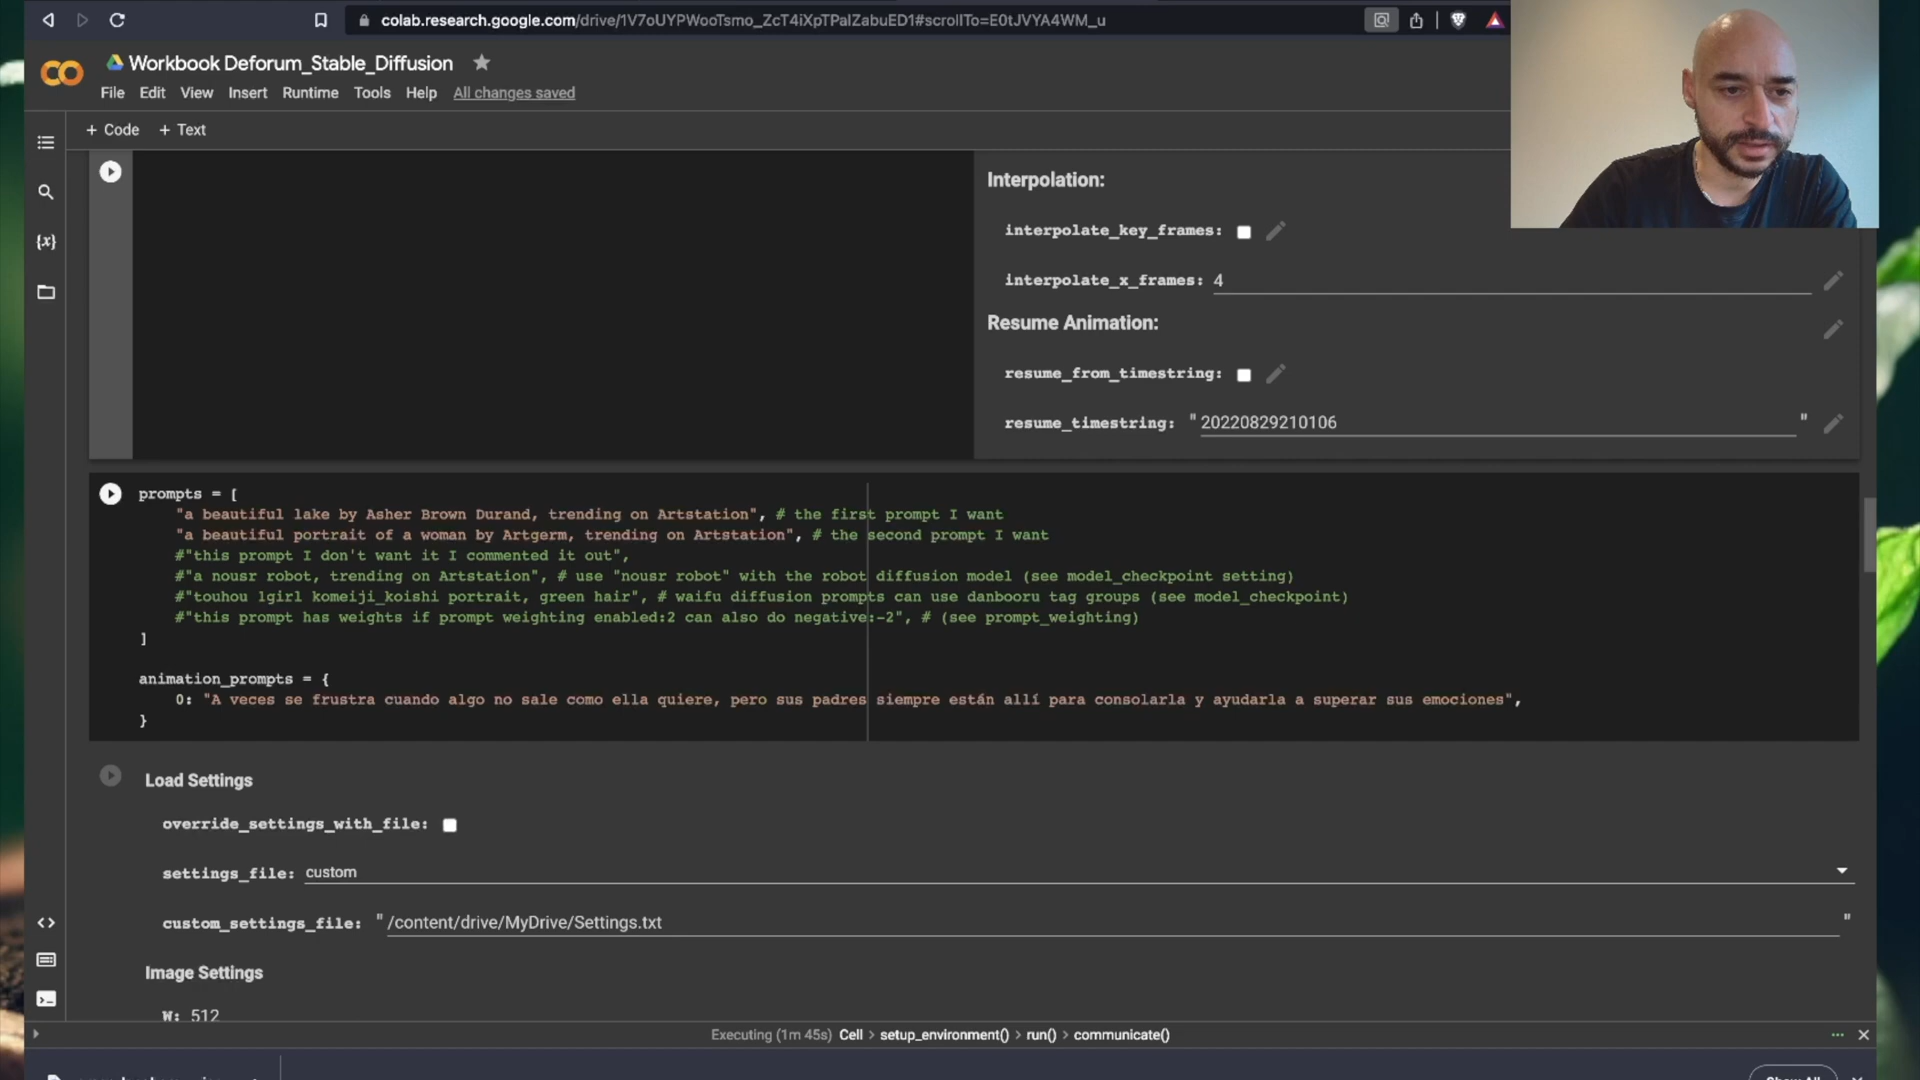 colab.research.google.com/drive/1V7oUYPWooTsmo_ZcT4iXpTPaIZabuED1#scrollTo=E0tJVYA4WM_u
Workbook Deforum_Stable_Diffusion
File Edit View Insert Runtime Tools Help All changes saved
+ Code + Text
Interpolation:
interpolate_key_frames:
interpolate_x_frames: 4
Resume Animation:
resume_from_timestring:
resume_timestring: "20220829210106"
prompts = [
"a beautiful lake by Asher Brown Durand, trending on Artstation", # the first prompt I want
"a beautiful portrait of a woman by Artgerm, trending on Artstation", # the second prompt I want
#"this prompt I don't want it I commented it out",
#"a nousr robot, trending on Artstation", # use "nousr robot" with the robot diffusion model (see model_checkpoint setting)
#"touhou 1girl komeiji_koishi portrait, green hair", # waifu diffusion prompts can use danbooru tag groups (see model_checkpoint)
#"this prompt has weights if prompt weighting enabled:2 can also do negative:-2", # (see prompt_weighting)
]
animation_prompts = {
0: "A veces se frustra cuando algo no sale como ella quiere, pero sus padres siempre están allí para consolarla y ayudarla a superar sus emociones",
}
Load Settings
override_settings_with_file:
settings_file: custom
custom_settings_file: "/content/drive/MyDrive/Settings.txt"
Image Settings
W: 512
Executing (1m 45s) Cell > setup_environment() > run() > communicate()
Show All